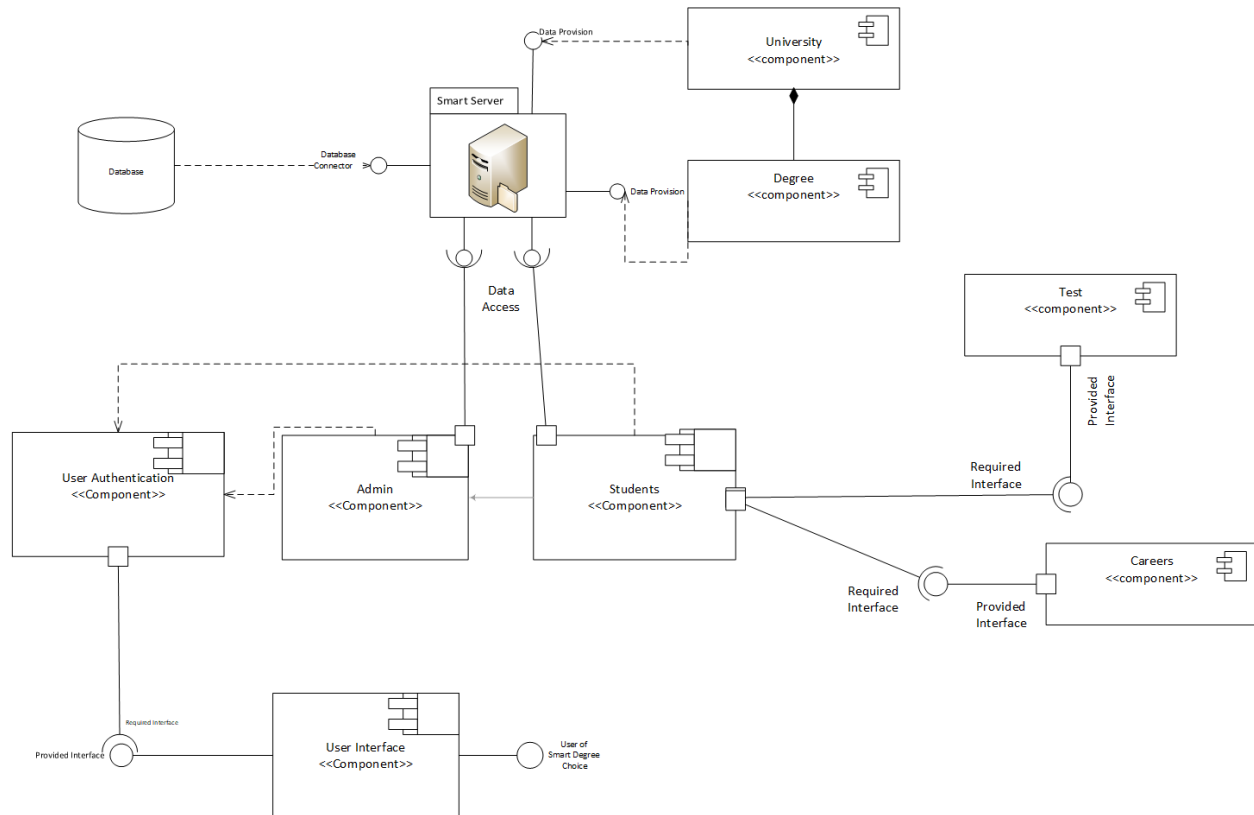 Data Provision
University
<<component>>
Smart Server
Database
Connector
Database
Degree
<<component>>
Data Provision
Data
Access
Test
<<component>>
Provided
Interface
User Authentication
<<Component>>
Admin
<<Component>>
Students
<<Component>>
Required
Interface
Careers
<<component>>
Required
Interface
Provided
Interface
Required Interface
Provided Interface
User Interface
<<Component>>
User of
Smart Degree
Choice